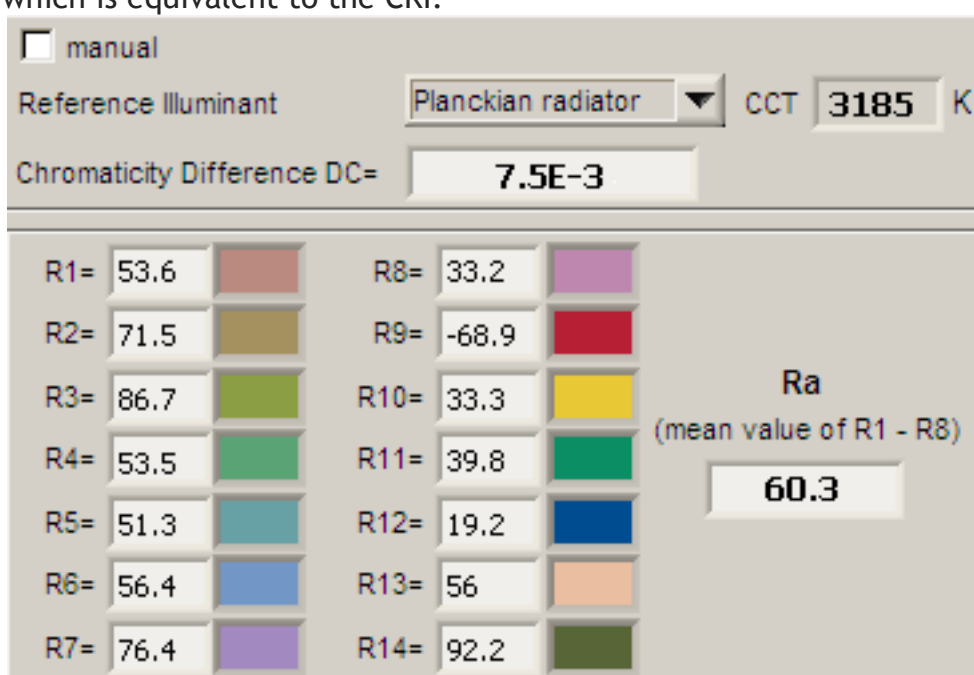 which is equivalent to the CRI.
manual
Reference Illuminant Planckian radiator CCT 3185 K
Chromaticity Difference DC= 7.5E-3
R1= 53.6 R8= 33.2
R2= 71.5 R9= -68.9
R3= 86.7 R10= 33.3
R4= 53.5 R11= 39.8
R5= 51.3 R12= 19.2
R6= 56.4 R13= 56
R7= 76.4 R14= 92.2
Ra
(mean value of R1 - R8)
60.3